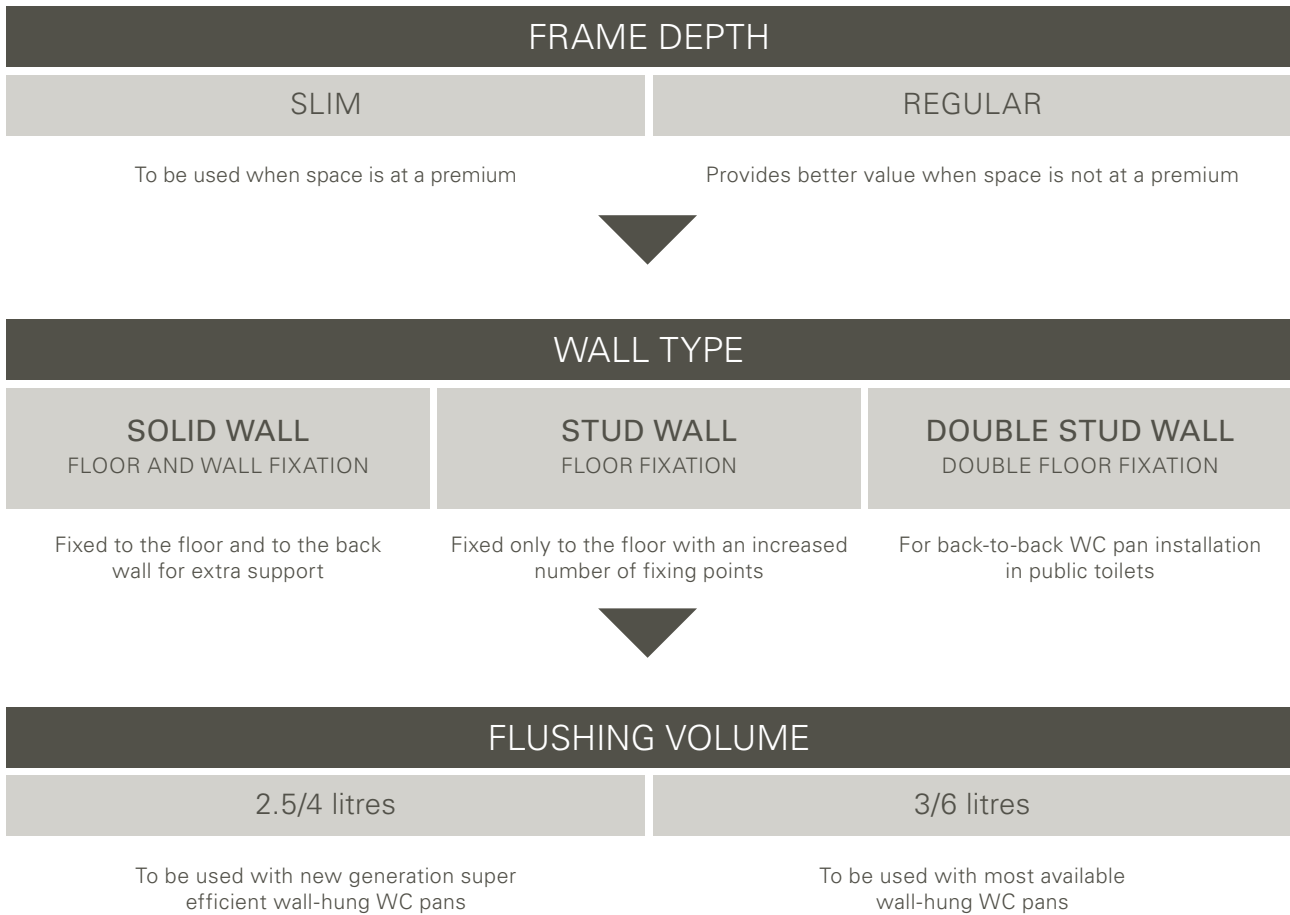 FRAME DEPTH
SLIM
REGULAR
To be used when space is at a premium
Provides better value when space is not at a premium
WALL TYPE
SOLID WALL
FLOOR AND WALL FIXATION
STUD WALL
FLOOR FIXATION
DOUBLE STUD WALL
DOUBLE FLOOR FIXATION
Fixed to the floor and to the back
wall for extra support
Fixed only to the floor with an increased
number of fixing points
For back-to-back WC pan installation
in public toilets
FLUSHING VOLUME
2.5/4 litres
3/6 litres
To be used with new generation super
efficient wall-hung WC pans
To be used with most available
wall-hung WC pans